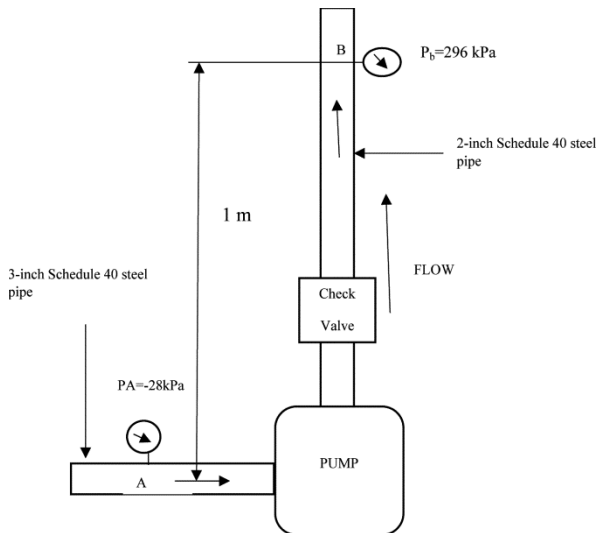 B
P_b=296 kPa
2-inch Schedule 40 steel
pipe
1 m
3-inch Schedule 40 steel
pipe
FLOW
Check
Valve
PA=-28kPa
PUMP
A